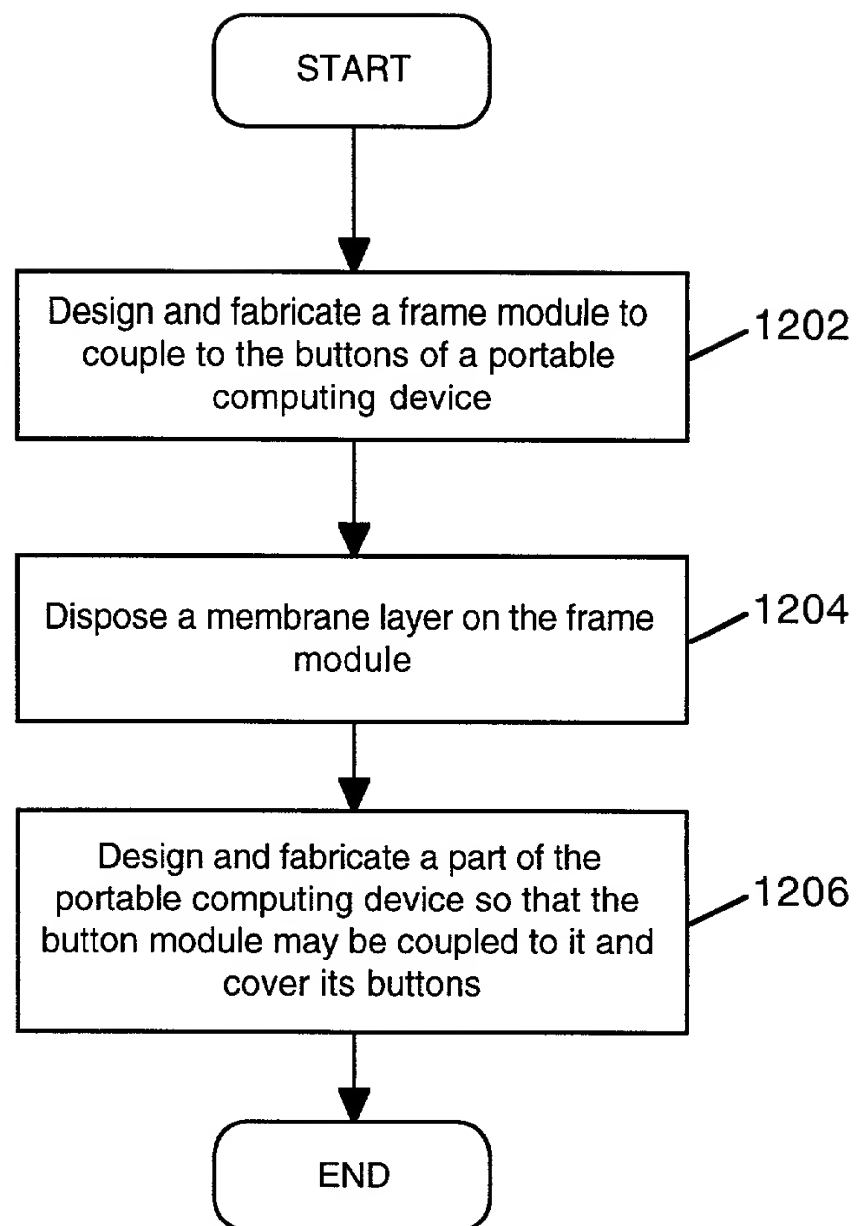 START
Design and fabricate a frame module to
couple to the buttons of a portable
computing device
1202
Dispose a membrane layer on the frame
module
1204
Design and fabricate a part of the
portable computing device so that the
button module may be coupled to it and
cover its buttons
1206
END